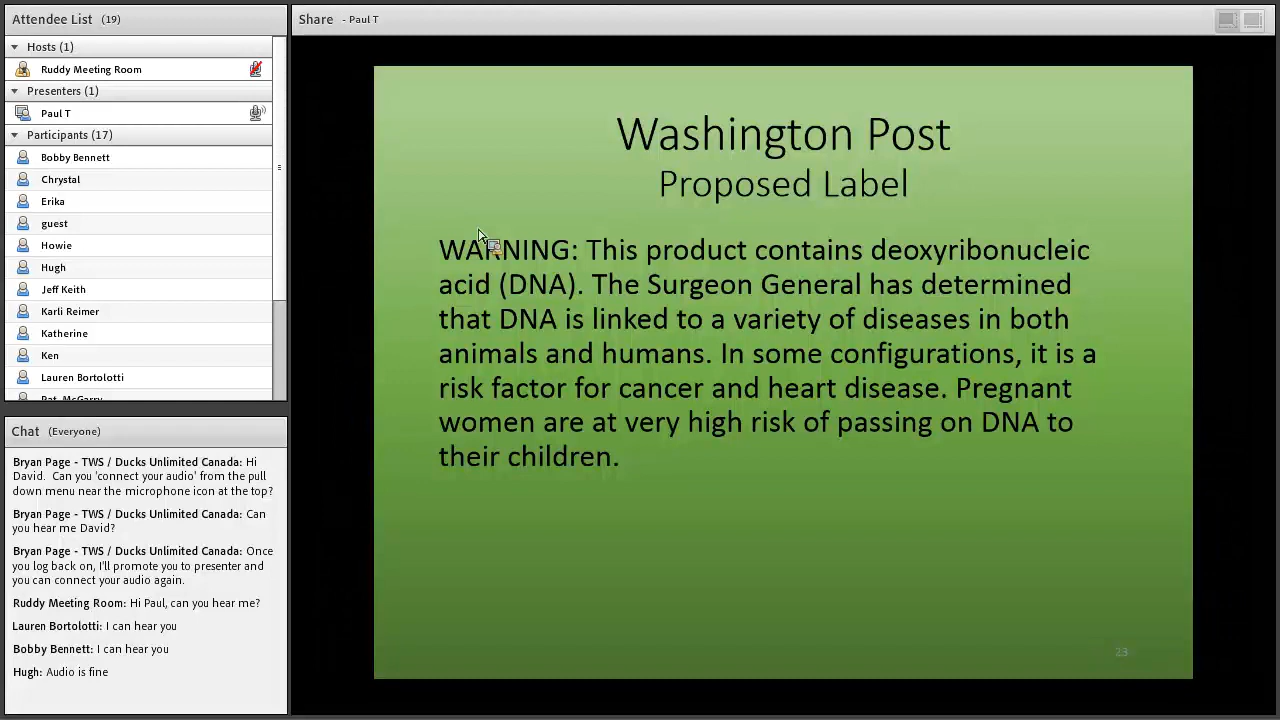 Attendee List (19)
Hosts (1)
Ruddy Meeting Room
Presenters (1)
Paul T
Participants (17)
Bobby Bennett
Chrystal
Erika
guest
Howie
Hugh
Jeff Keith
Karli Reimer
Katherine
Ken
Lauren Bortolotti
Chat (Everyone)
Bryan Page - TWS / Ducks Unlimited Canada: Hi
David. Can you 'connect your audio' from the pull
down menu near the microphone icon at the top?
Bryan Page - TWS / Ducks Unlimited Canada: Can
you hear me David?
Bryan Page - TWS / Ducks Unlimited Canada: Once
you log back on, I'll promote you to presenter and
you can connect your audio again.
Ruddy Meeting Room: Hi Paul, can you hear me?
Lauren Bortolotti: I can hear you
Bobby Bennett: I can hear you
Hugh: Audio is fine
Share - Paul T
Washington Post
Proposed Label
WARNING: This product contains deoxyribonucleic
acid (DNA). The Surgeon General has determined
that DNA is linked to a variety of diseases in both
animals and humans. In some configurations, it is a
risk factor for cancer and heart disease. Pregnant
women are at very high risk of passing on DNA to
their children.
23